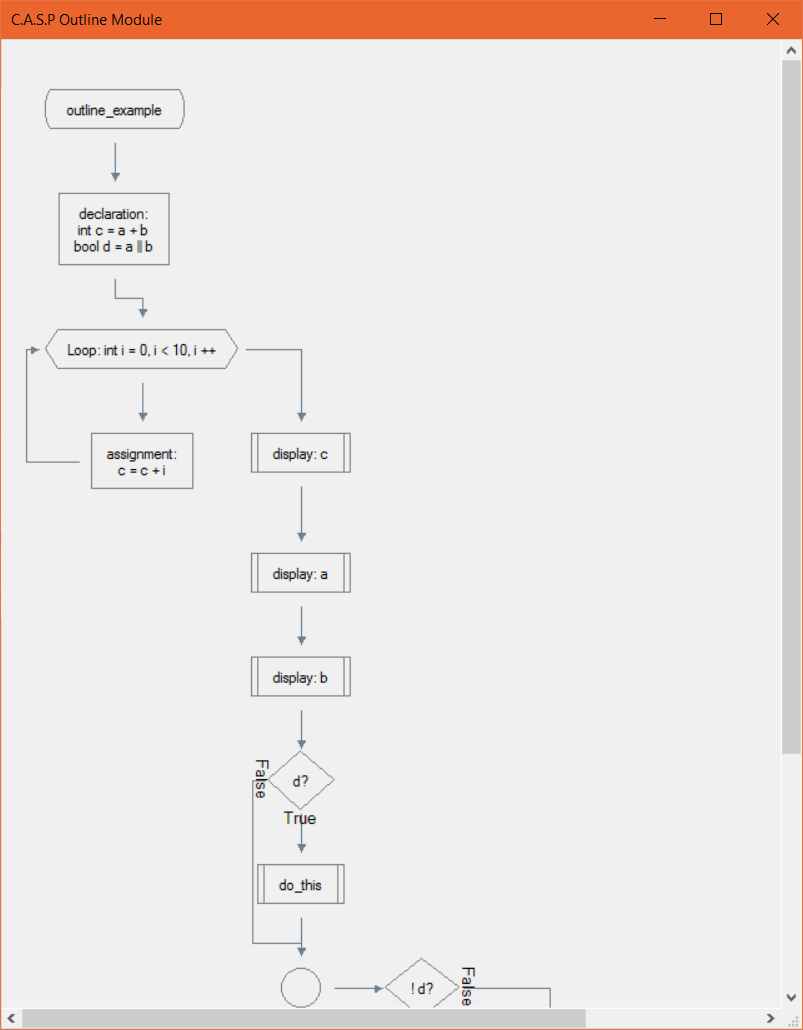 C.A.S.P Outline Module
outline_example
declaration:
int c = a + b
bool d = a || b
Loop: int i = 0, i < 10, i ++
assignment:
c = c + i
display: c
display: a
display: b
d?
False
True
do_this
! d?
False